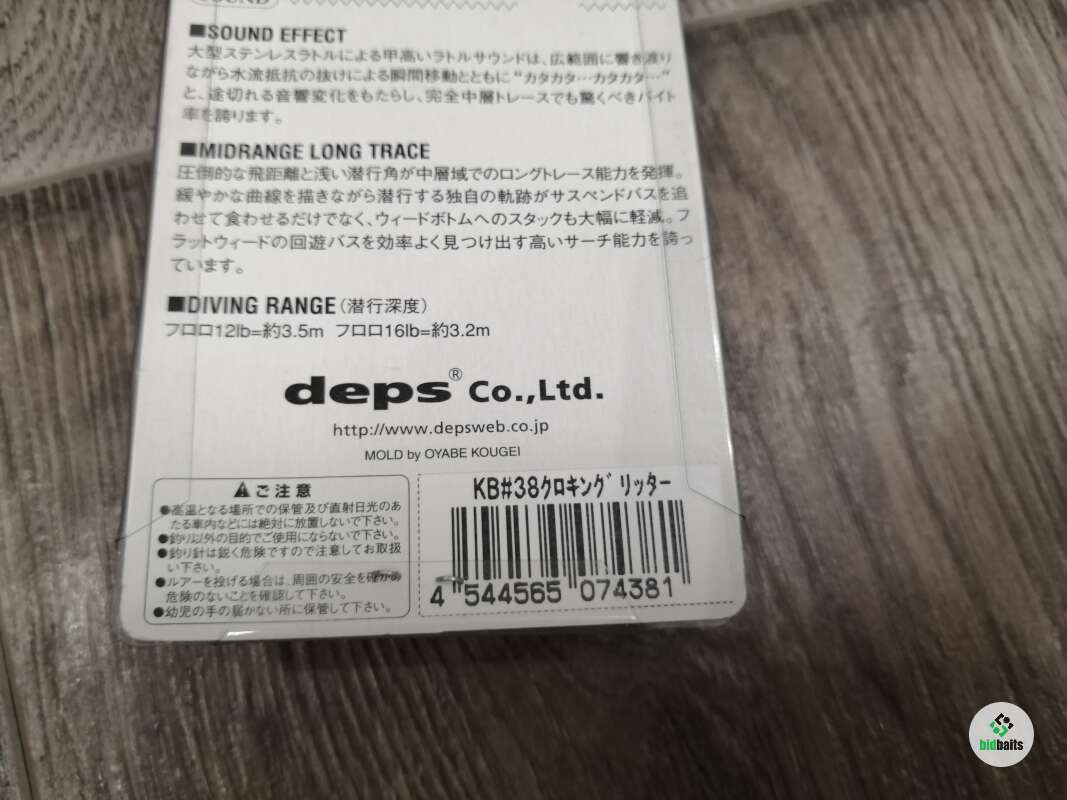 SOUND
■SOUND EFFECT
大型ステンレスラトルによる甲高いラトルサウンドは、広範囲に響き渡り
ながら水流抵抗の抜けによる瞬間移動とともに“カタカタ…カタカタ…”
と、途切れる音響変化をもたらし、完全中層トレースでも驚くべきバイト
率を誇ります。
■MIDRANGE LONG TRACE
圧倒的な飛距離と浅い潜行角が中層域でのロングトレース能力を発揮。
緩やかな曲線を描きながら潜行する独自の軌跡がサスペンドバスを追
わせて食わせるだけでなく、ウィードボトムへのスタックも大幅に軽減。フ
ラットウィードの回遊バスを効率よく見つけ出す高いサーチ能力を誇っ
ています。
■DIVING RANGE（潜行深度）
フロロ12lb=約3.5m フロロ16lb=約3.2m
deps® Co.,Ltd.
http://www.depsweb.co.jp
MOLD by OYABE KOUGEI
⚠ご注意
●高温となる場所での保管及び直射日光のあ
たる車内などには絶対に放置しないで下さい。
●釣り以外の目的でご使用にならないで下さい。
●釣り針は鋭く危険ですので注意してお取扱
い下さい。
●ルアーを投げる場合は、周囲の安全を確かめ
危険のないことを確認して下さい。
●幼児の手の届かない所に保管して下さい。
KB#38クロキングﾞリッター
4 544565 074381
bidbaits